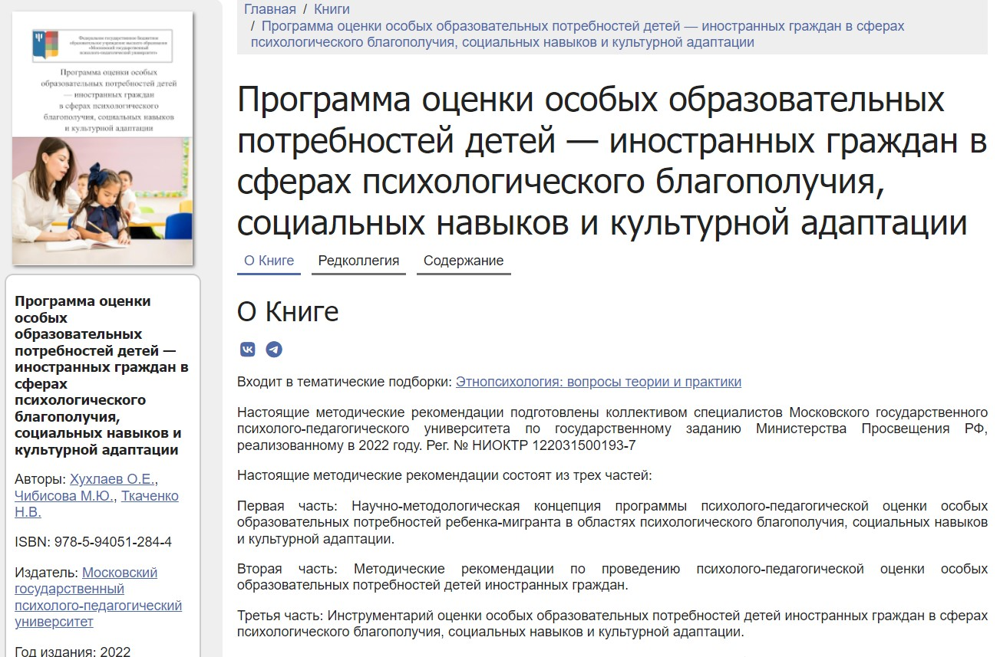 Федеральное государственное бюджетное
образовательное учреждение высшего образования
«Московский государственный
психолого-педагогический университет»
Программа оценки особых
образовательных потребностей детей
— иностранных граждан
в сферах психологического
благополучия, социальных навыков
и культурной адаптации
Программа оценки
особых
образовательных
потребностей детей —
иностранных граждан в
сферах
психологического
благополучия,
социальных навыков и
культурной адаптации
Авторы: Хухлаев О.Е.,
Чибисова М.Ю., Ткаченко
Н.В.
ISBN: 978-5-94051-284-4
Издатель: Московский
государственный
психолого-педагогический
университет
Год издания: 2022
Главная / Книги
/ Программа оценки особых образовательных потребностей детей — иностранных граждан в сферах
психологического благополучия, социальных навыков и культурной адаптации
Программа оценки особых образовательных
потребностей детей — иностранных граждан в
сферах психологического благополучия,
социальных навыков и культурной адаптации
О Книге Редколлегия Содержание
О Книге
Входит в тематические подборки: Этнопсихология: вопросы теории и практики
Настоящие методические рекомендации подготовлены коллективом специалистов Московского государственного
психолого-педагогического университета по государственному заданию Министерства Просвещения РФ,
реализованному в 2022 году. Рег. № НИОКТР 122031500193-7
Настоящие методические рекомендации состоят из трех частей:
Первая часть: Научно-методологическая концепция программы психолого-педагогической оценки особых
образовательных потребностей ребенка-мигранта в областях психологического благополучия, социальных навыков
и культурной адаптации.
Вторая часть: Методические рекомендации по проведению психолого-педагогической оценки особых
образовательных потребностей детей иностранных граждан.
Третья часть: Инструментарий оценки особых образовательных потребностей детей иностранных граждан в сферах
психологического благополучия, социальных навыков и культурной адаптации.